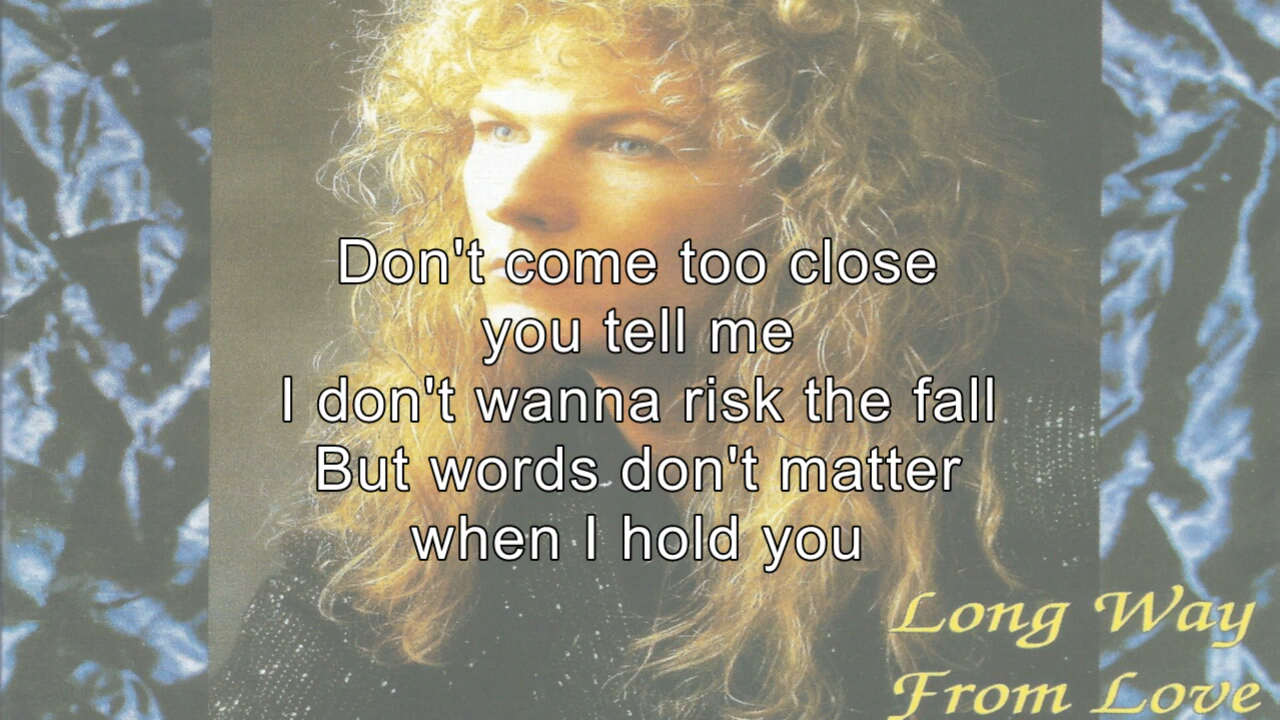 Don't come too close
you tell me
I don't wanna risk the fall
But words don't matter
when I hold you
Long Way
From Love